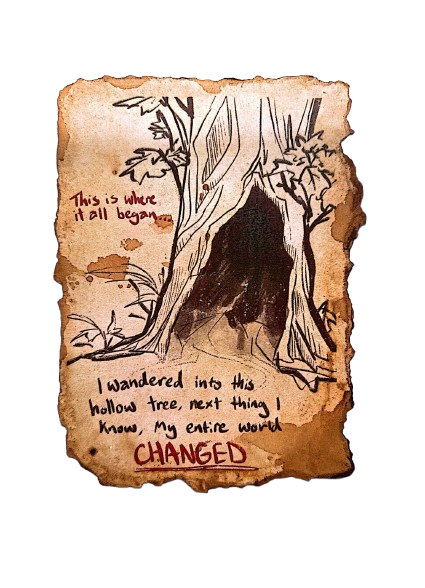 This is where
it all began...
I wandered into this
hollow tree, next thing I
know, My entire world
CHANGED